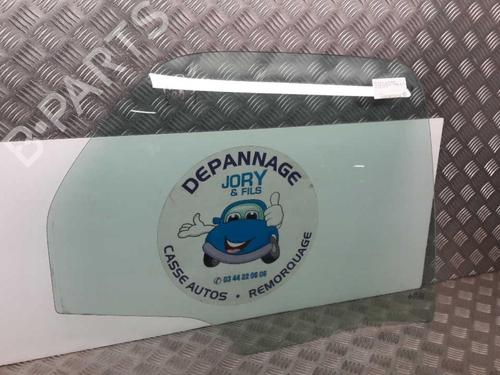 B-PARTS
DEPANNAGE
JORY
& FILS
✆ 03 44 22 06 06
CASSE AUTOS • REMORQUAGE